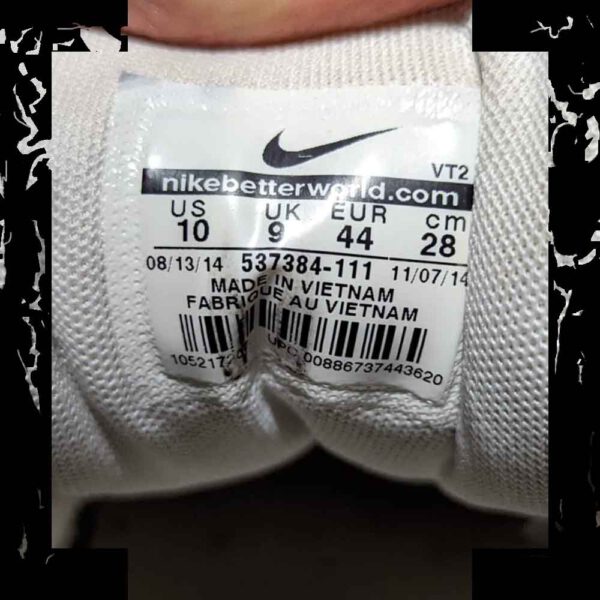 VT2
nikebetterworld.com
US UK EUR cm
10 9 44 28
08/13/14 537384-111 11/07/14
MADE IN VIETNAM
FABRIQUE AU VIETNAM
UPC 00886737443620